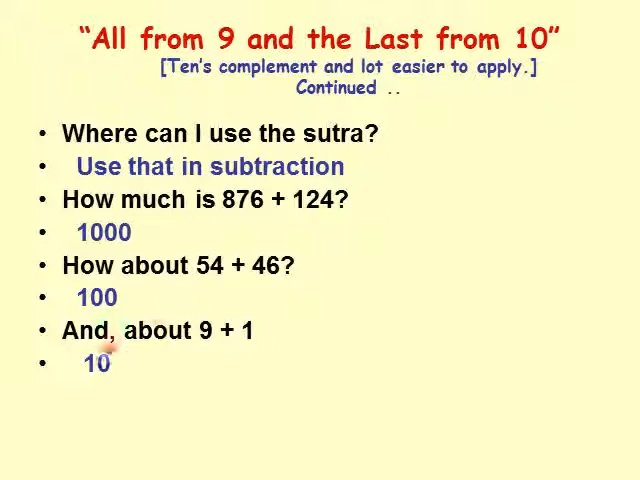 “All from 9 and the Last from 10”
[Ten's complement and lot easier to apply.]
Continued ..
• Where can I use the sutra?
• Use that in subtraction
• How much is 876 + 124?
• 1000
• How about 54 + 46?
• 100
• And, about 9 + 1
• 10